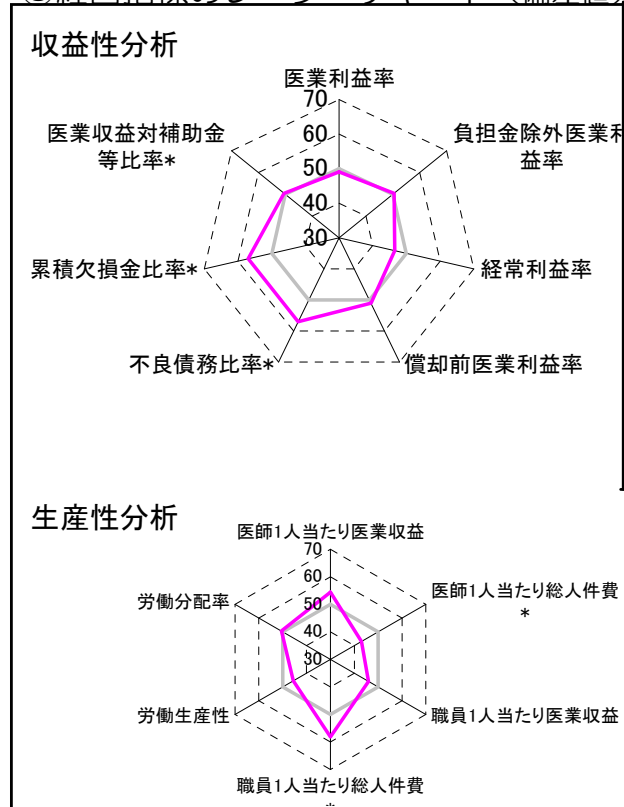 収益性分析
医業利益率
70
60
50
40
30
負担金除外医業利
益率
経常利益率
償却前医業利益率
不良債務比率*
累積欠損金比率*
医業収益対補助金
等比率*
生産性分析
医師1人当たり医業収益
70
60
50
40
30
医師1人当たり総人件費
*
職員1人当たり医業収益
職員1人当たり総人件費
*
労働生産性
労働分配率